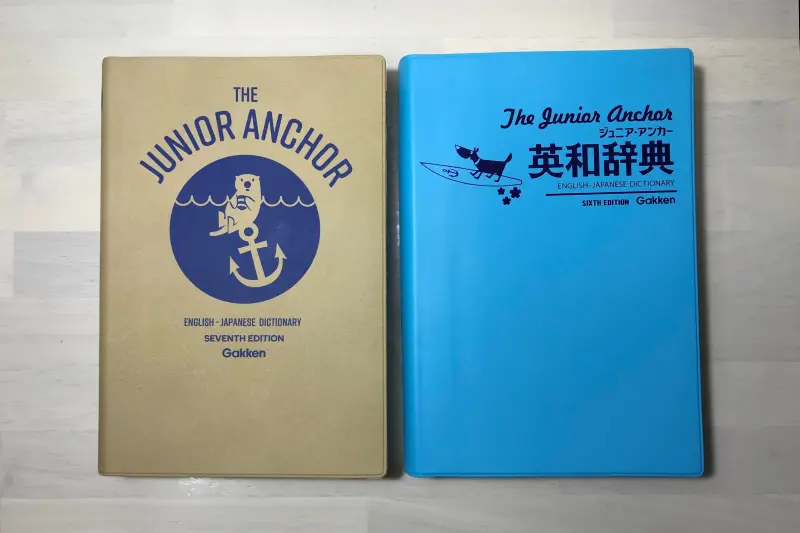 THE
JUNIOR ANCHOR
ENGLISH - JAPANESE DICTIONARY
SEVENTH EDITION
Gakken
The Junior Anchor
ジュニア・アンカー
英和辞典
ENGLISH-JAPANESE DICTIONARY
SIXTH EDITION Gakken